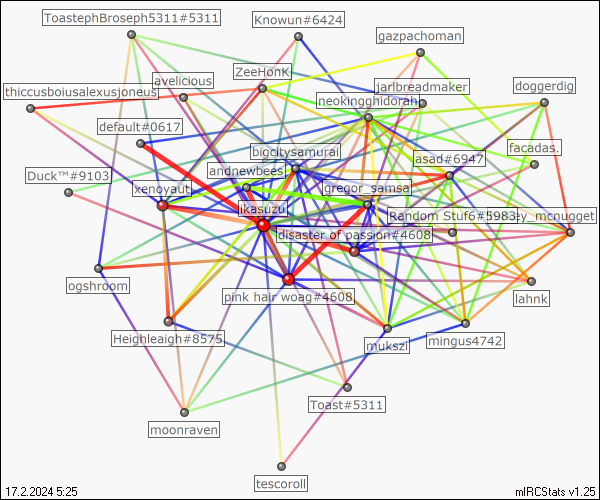 ToastephBroseph5311#5311
Knowun#6424
gazpachoman
ZeeHonk
avelicious
jarlbreadmaker
doggerdig
thiccusboiusalexusjoneus
neokingghidorah
default#0617
bigcitysamurai
asad#6947
facadas.
Duck™#9103
andnewbees
xenoyaut
gregor_samsa
ikasuzu
Random Stuf6#5983
ey_mcnugget
disaster of passion#4608
ogshroom
pink hair woag#4608
lahnk
Heighleaigh#8575
mukszi
mingus4742
Toast#5311
moonraven
tescoroll
17.2.2024 5:25
mIRCStats v1.25